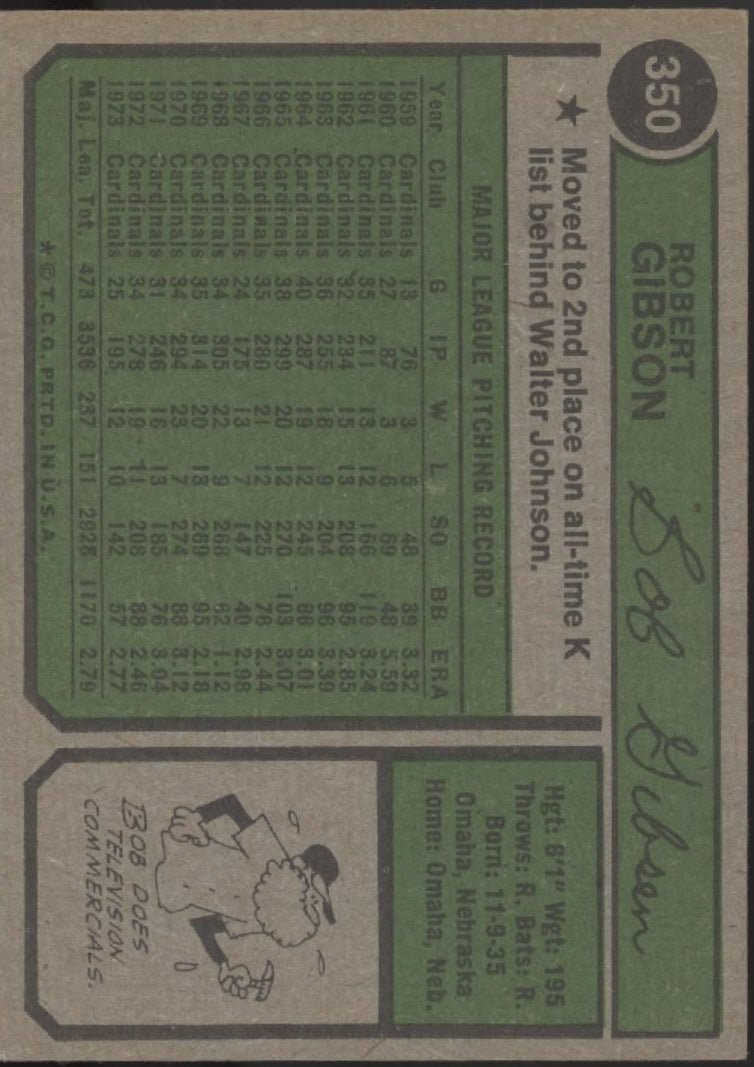 350
ROBERT
GIBSON
Bob Gibson
★ Moved to 2nd place on all-time K
list behind Walter Johnson.
MAJOR LEAGUE PITCHING RECORD
Year Club G IP W L SO BB ERA
1959 Cardinals 13 76 3 5 48 39 3.32
1960 Cardinals 27 87 3 6 69 48 5.59
1961 Cardinals 35 211 13 12 166 119 3.24
1962 Cardinals 32 234 15 13 208 95 2.85
1963 Cardinals 36 255 18 9 204 96 3.39
1964 Cardinals 40 287 19 12 245 86 3.01
1965 Cardinals 38 299 20 12 270 103 3.07
1966 Cardinals 35 280 21 12 225 78 2.44
1967 Cardinals 24 175 13 7 147 40 2.98
1968 Cardinals 34 305 22 9 268 62 1.12
1969 Cardinals 35 314 20 13 269 95 2.18
1970 Cardinals 34 294 23 7 274 88 3.12
1971 Cardinals 31 246 16 13 185 76 3.04
1972 Cardinals 34 278 19 11 208 88 2.46
1973 Cardinals 25 195 12 10 142 57 2.77
Maj. Lea. Tot. 473 3536 237 151 2928 1170 2.79
* © T.C.G. PRTD. IN U.S.A.
Hgt: 6'1" Wgt: 195
Throws: R. Bats: R.
Born: 11-9-35
Omaha, Nebraska
Home: Omaha, Neb.
BOB DOES
TELEVISION
COMMERCIALS.